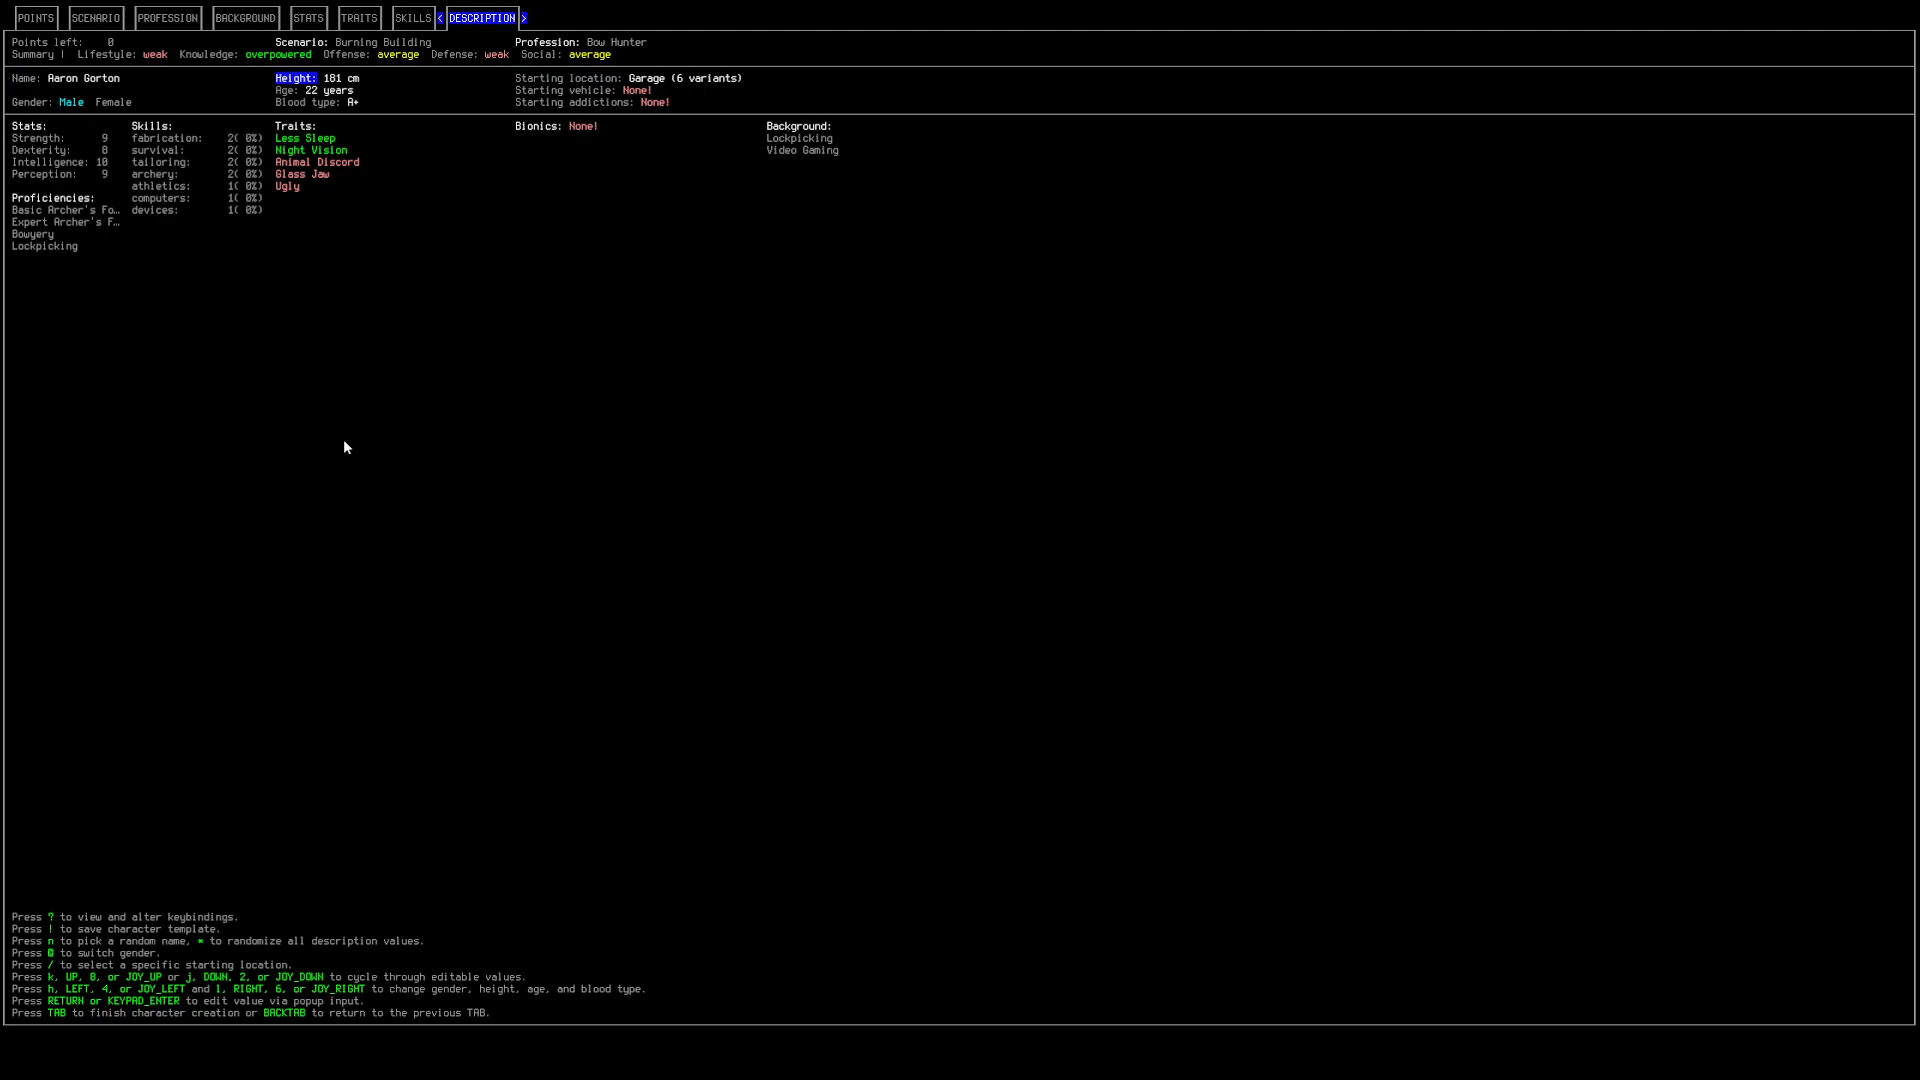 POINTS SCENARIO PROFESSION BACKGROUND STATS TRAITS SKILLS < DESCRIPTION >
Points left: 0 Scenario: Burning Building Profession: Bow Hunter
Summary | Lifestyle: weak Knowledge: overpowered Offense: average Defense: weak Social: average
Name: Aaron Gorton Height: 181 cm Starting location: Garage (6 variants)
Age: 22 years Starting vehicle: None!
Gender: Male Female Blood type: A+ Starting addictions: None!
Stats: Skills: Traits: Bionics: None! Background:
Strength: 9 fabrication: 2( 0%) Less Sleep Lockpicking
Dexterity: 8 survival: 2( 0%) Night Vision Video Gaming
Intelligence: 10 tailoring: 2( 0%) Animal Discord
Perception: 9 archery: 2( 0%) Glass Jaw
athletics: 1( 0%) Ugly
Proficiencies: computers: 1( 0%)
Basic Archer's Fo… devices: 1( 0%)
Expert Archer's F…
Bowyery
Lockpicking
Press ? to view and alter keybindings.
Press ! to save character template.
Press n to pick a random name, * to randomize all description values.
Press @ to switch gender.
Press / to select a specific starting location.
Press k, UP, 8, or JOY_UP or j, DOWN, 2, or JOY_DOWN to cycle through editable values.
Press h, LEFT, 4, or JOY_LEFT and l, RIGHT, 6, or JOY_RIGHT to change gender, height, age, and blood type.
Press RETURN or KEYPAD_ENTER to edit value via popup input.
Press TAB to finish character creation or BACKTAB to return to the previous TAB.